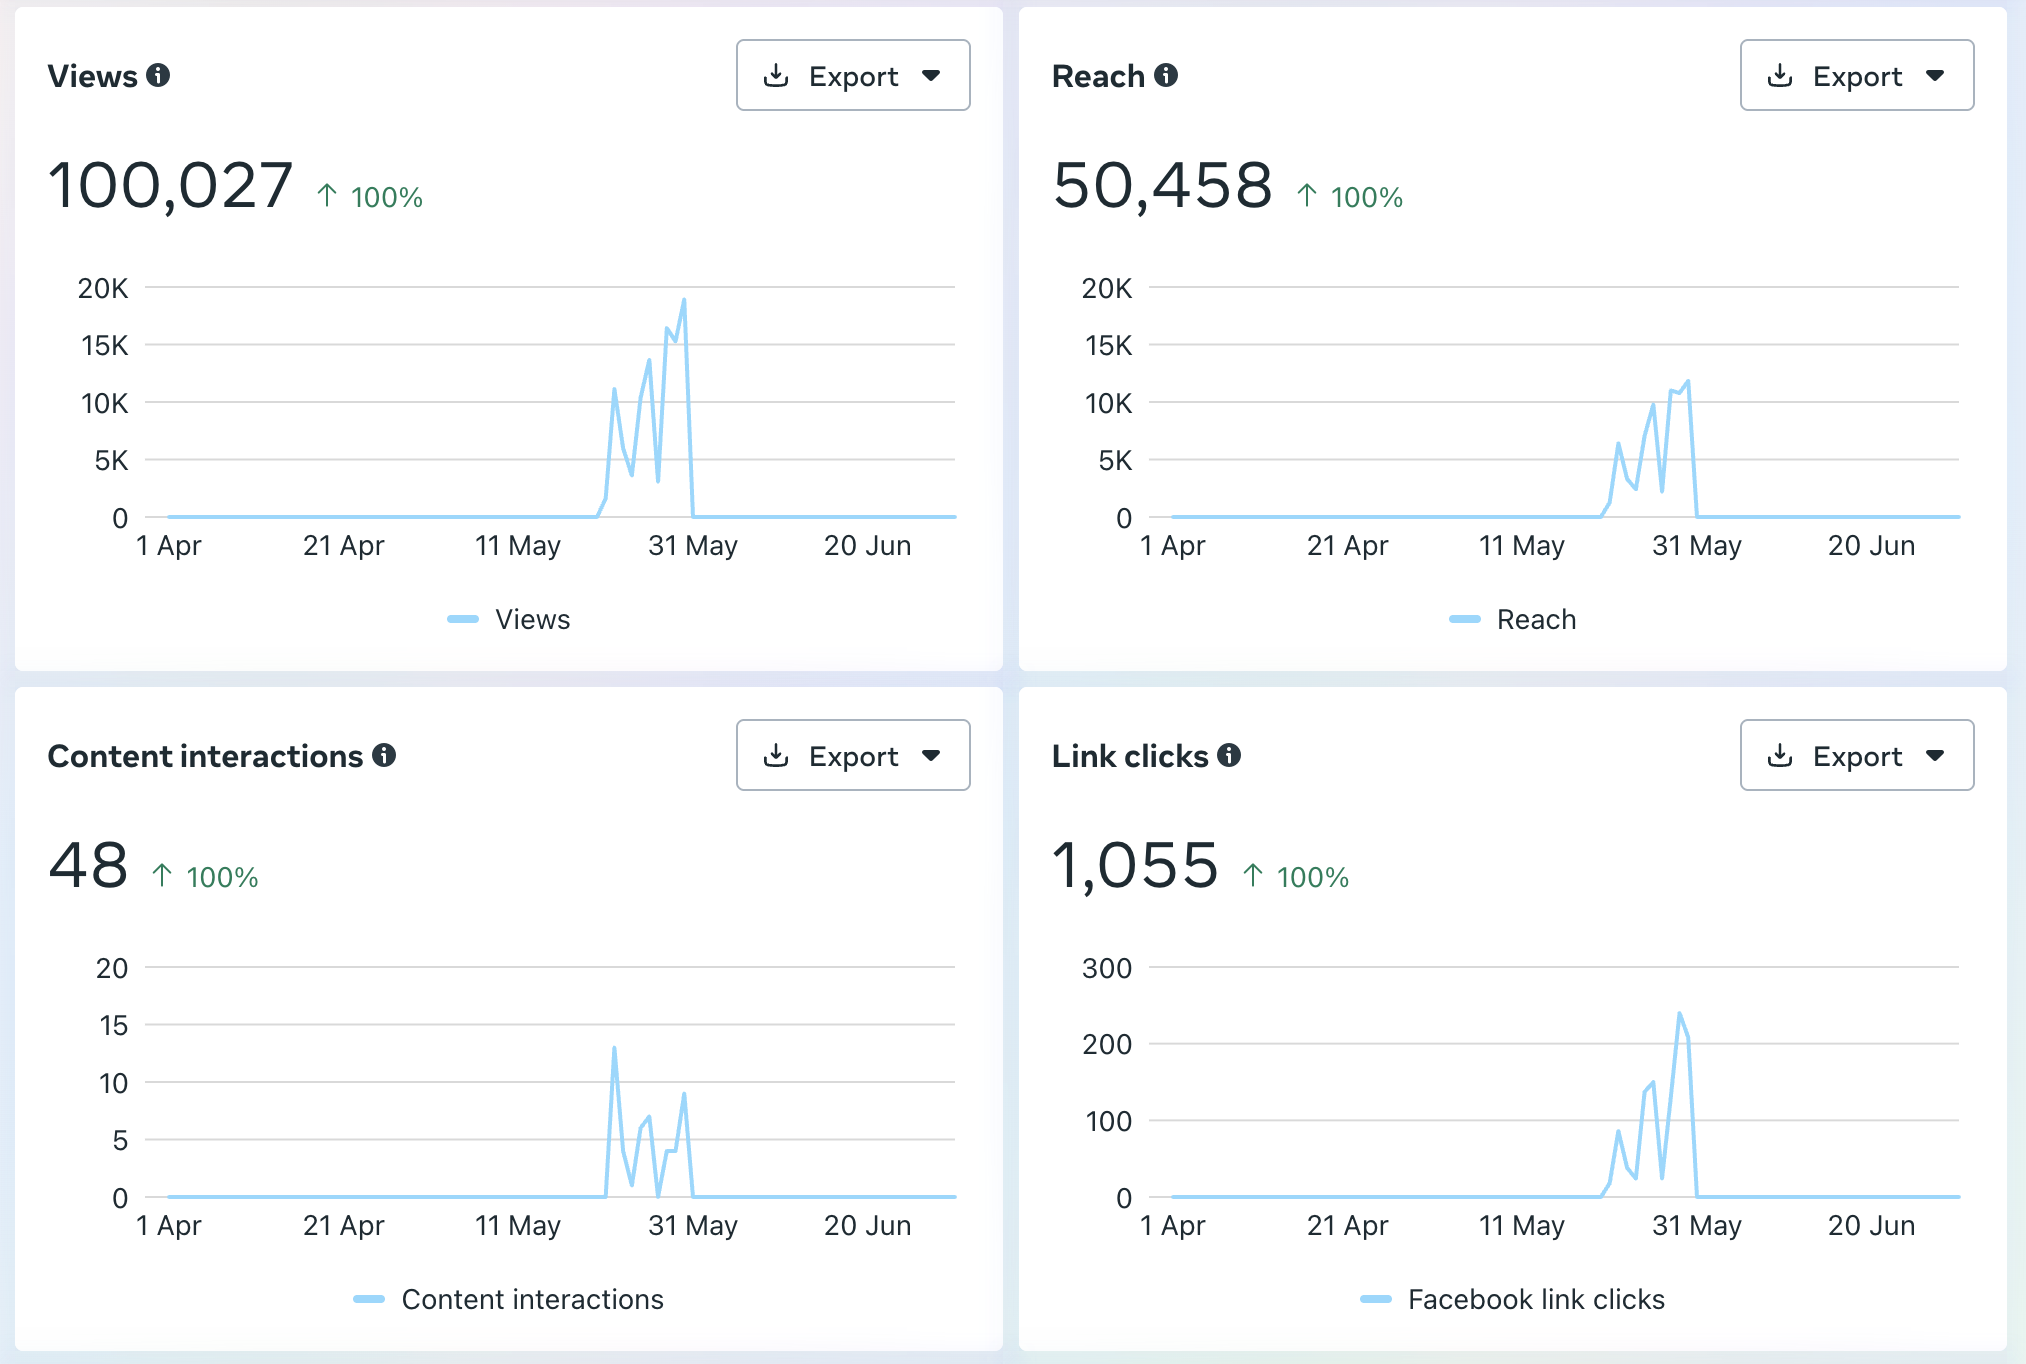 Views
Export
100,027 ↑ 100%
20K
15K
10K
5K
0
1 Apr 21 Apr 11 May 31 May 20 Jun
Views
Reach
Export
50,458 ↑ 100%
20K
15K
10K
5K
0
1 Apr 21 Apr 11 May 31 May 20 Jun
Reach
Content interactions
Export
48 ↑ 100%
20
15
10
5
0
1 Apr 21 Apr 11 May 31 May 20 Jun
Content interactions
Link clicks
Export
1,055 ↑ 100%
300
200
100
0
1 Apr 21 Apr 11 May 31 May 20 Jun
Facebook link clicks